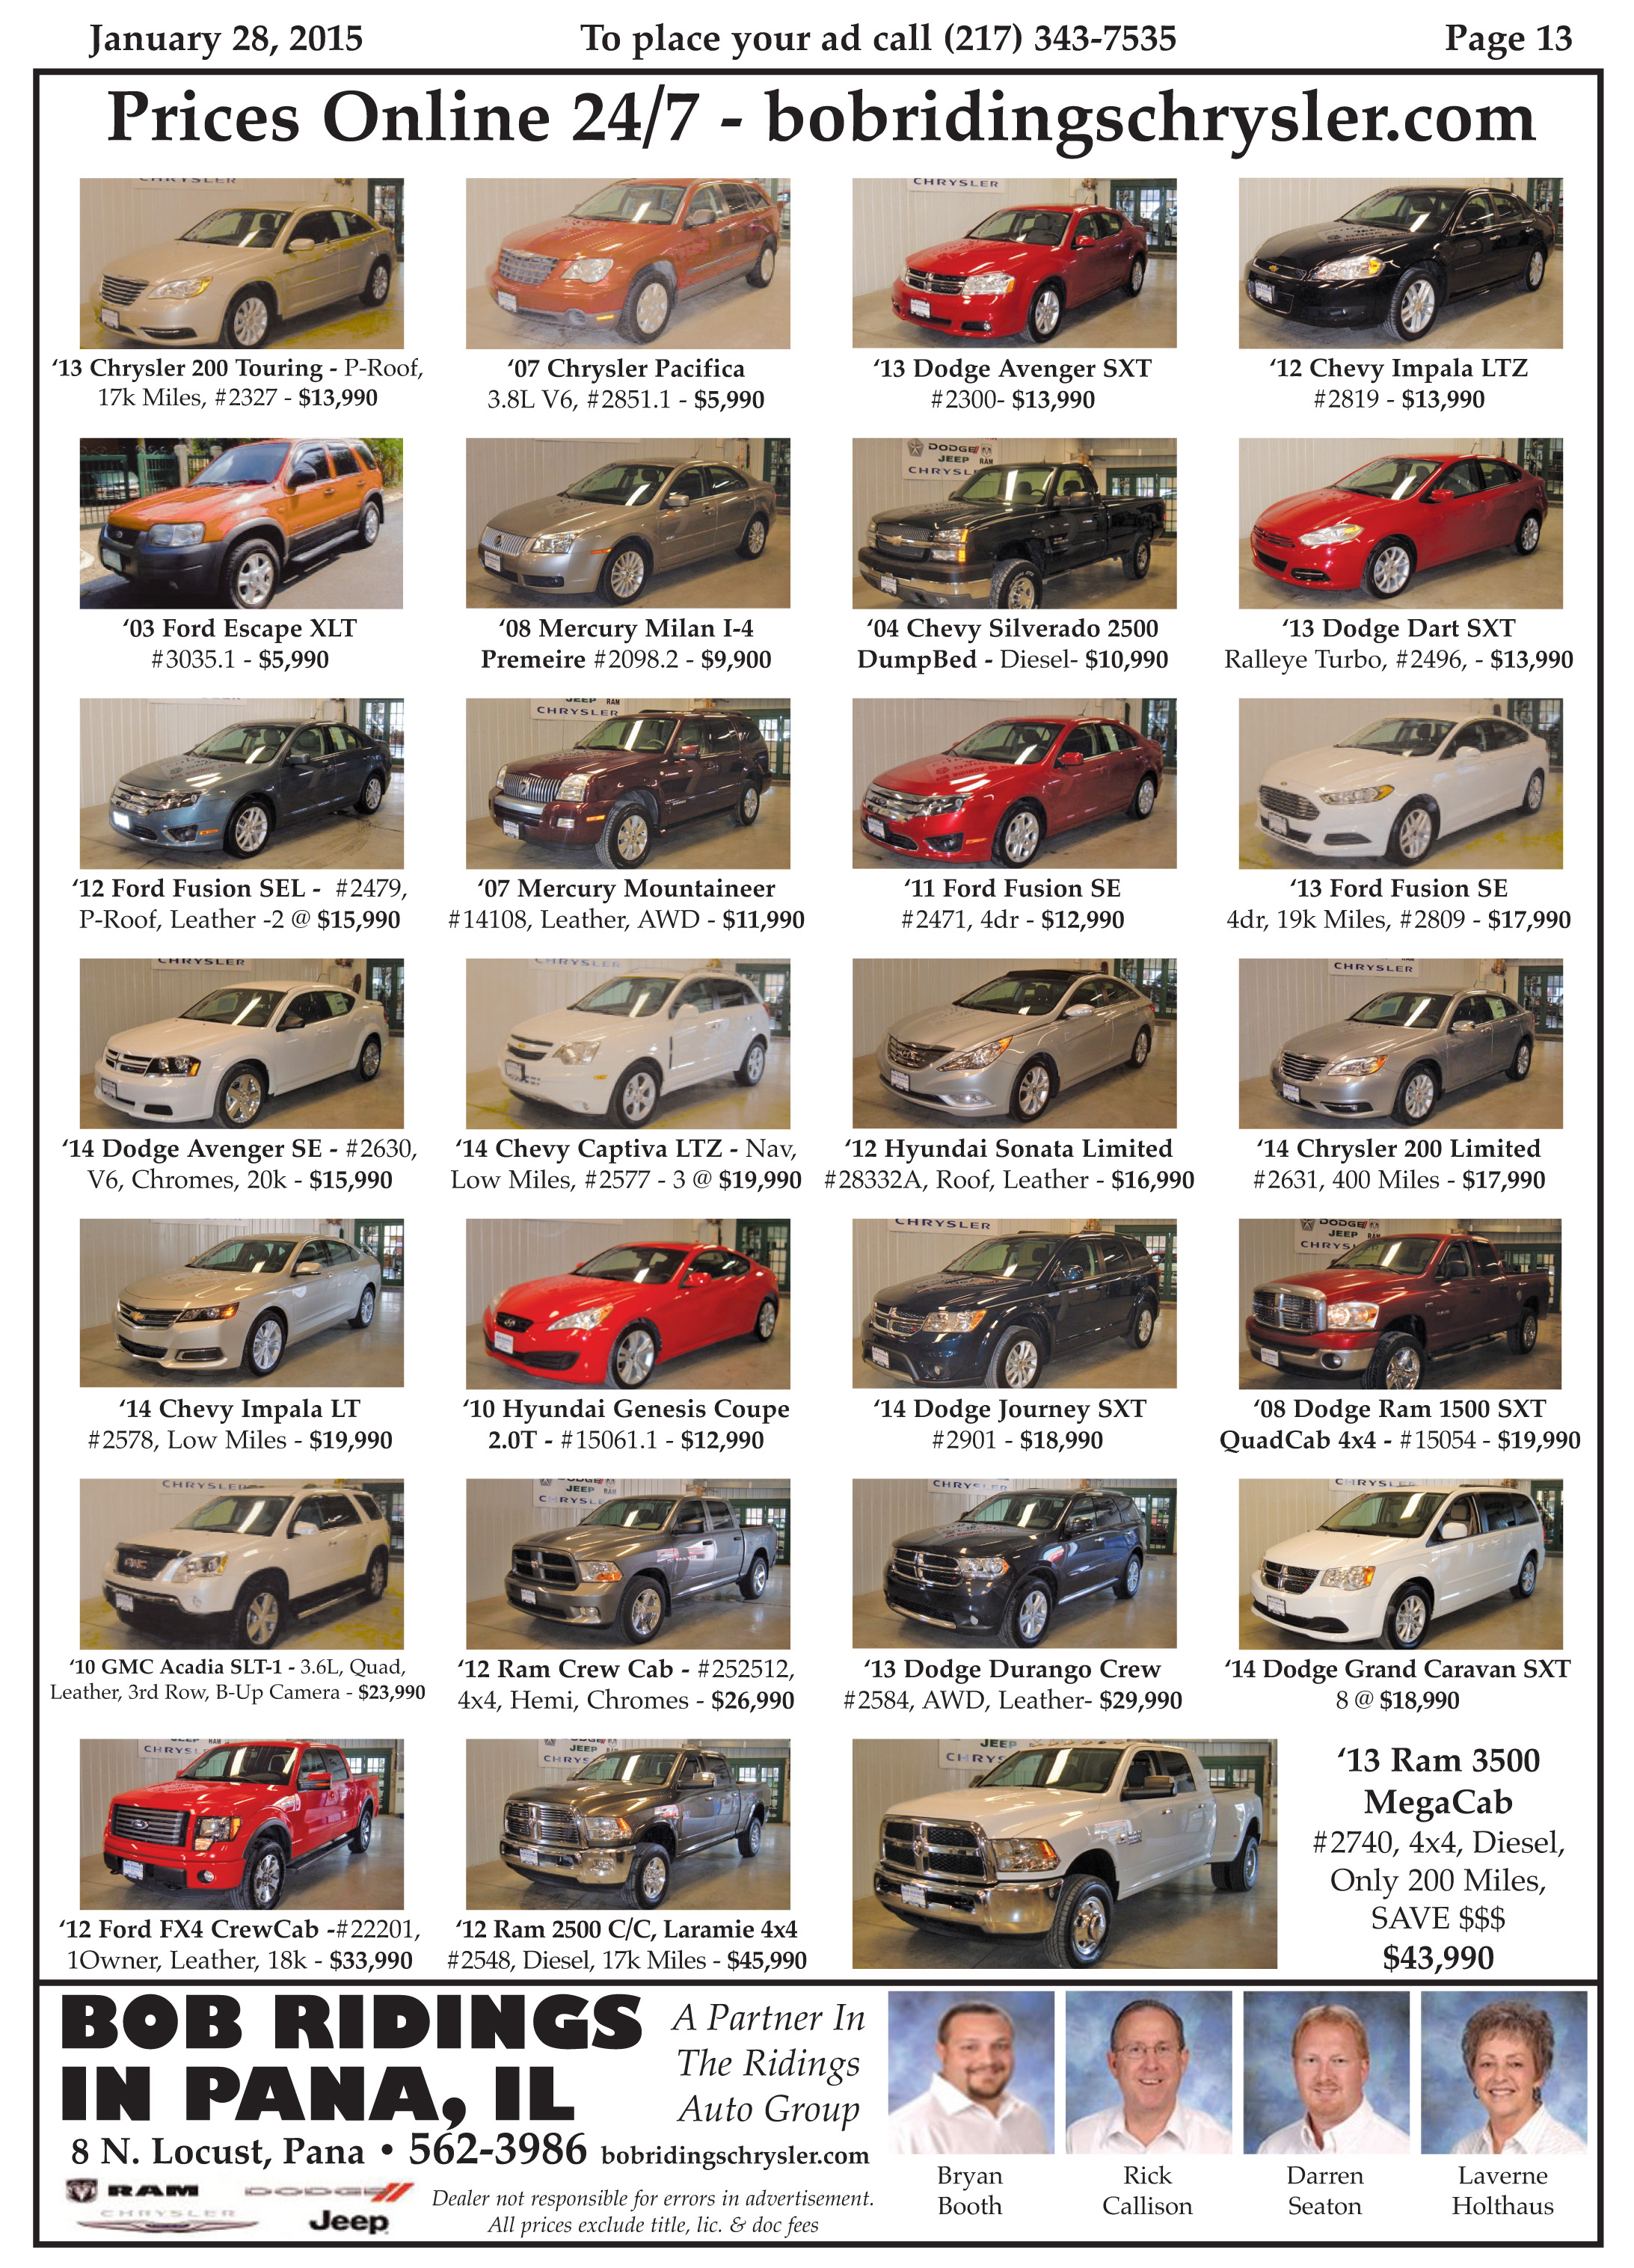 January 28, 2015
To place your ad call (217) 343-7535
Page 13
Prices Online 24/7 - bobridingschrysler.com
‘13 Chrysler 200 Touring - P-Roof,
17k Miles, #2327 - $13,990
‘07 Chrysler Pacifica
3.8L V6, #2851.1 - $5,990
‘13 Dodge Avenger SXT
#2300- $13,990
‘12 Chevy Impala LTZ
#2819 - $13,990
‘03 Ford Escape XLT
#3035.1 - $5,990
‘08 Mercury Milan I-4
Premeire #2098.2 - $9,900
‘04 Chevy Silverado 2500
DumpBed - Diesel- $10,990
‘13 Dodge Dart SXT
Ralleye Turbo, #2496, - $13,990
‘12 Ford Fusion SEL - #2479,
P-Roof, Leather -2 @ $15,990
‘07 Mercury Mountaineer
#14108, Leather, AWD - $11,990
‘11 Ford Fusion SE
#2471, 4dr - $12,990
‘13 Ford Fusion SE
4dr, 19k Miles, #2809 - $17,990
‘14 Dodge Avenger SE - #2630,
V6, Chromes, 20k - $15,990
‘14 Chevy Captiva LTZ - Nav,
Low Miles, #2577 - 3 @ $19,990
‘12 Hyundai Sonata Limited
#28332A, Roof, Leather - $16,990
‘14 Chrysler 200 Limited
#2631, 400 Miles - $17,990
‘14 Chevy Impala LT
#2578, Low Miles - $19,990
‘10 Hyundai Genesis Coupe
2.0T - #15061.1 - $12,990
‘14 Dodge Journey SXT
#2901 - $18,990
‘08 Dodge Ram 1500 SXT
QuadCab 4x4 - #15054 - $19,990
‘10 GMC Acadia SLT-1 - 3.6L, Quad,
Leather, 3rd Row, B-Up Camera - $23,990
‘12 Ram Crew Cab - #252512,
4x4, Hemi, Chromes - $26,990
‘13 Dodge Durango Crew
#2584, AWD, Leather- $29,990
‘14 Dodge Grand Caravan SXT
8 @ $18,990
‘12 Ford FX4 CrewCab -#22201,
1Owner, Leather, 18k - $33,990
‘12 Ram 2500 C/C, Laramie 4x4
#2548, Diesel, 17k Miles - $45,990
‘13 Ram 3500
MegaCab
#2740, 4x4, Diesel,
Only 200 Miles,
SAVE $$$
$43,990
BOB RIDINGS
IN PANA, IL
A Partner In
The Ridings
Auto Group
8 N. Locust, Pana • 562-3986 bobridingschrysler.com
RAM
DODGE
CHRYSLER
Jeep
Dealer not responsible for errors in advertisement.
All prices exclude title, lic. & doc fees
Bryan
Booth
Rick
Callison
Darren
Seaton
Laverne
Holthaus